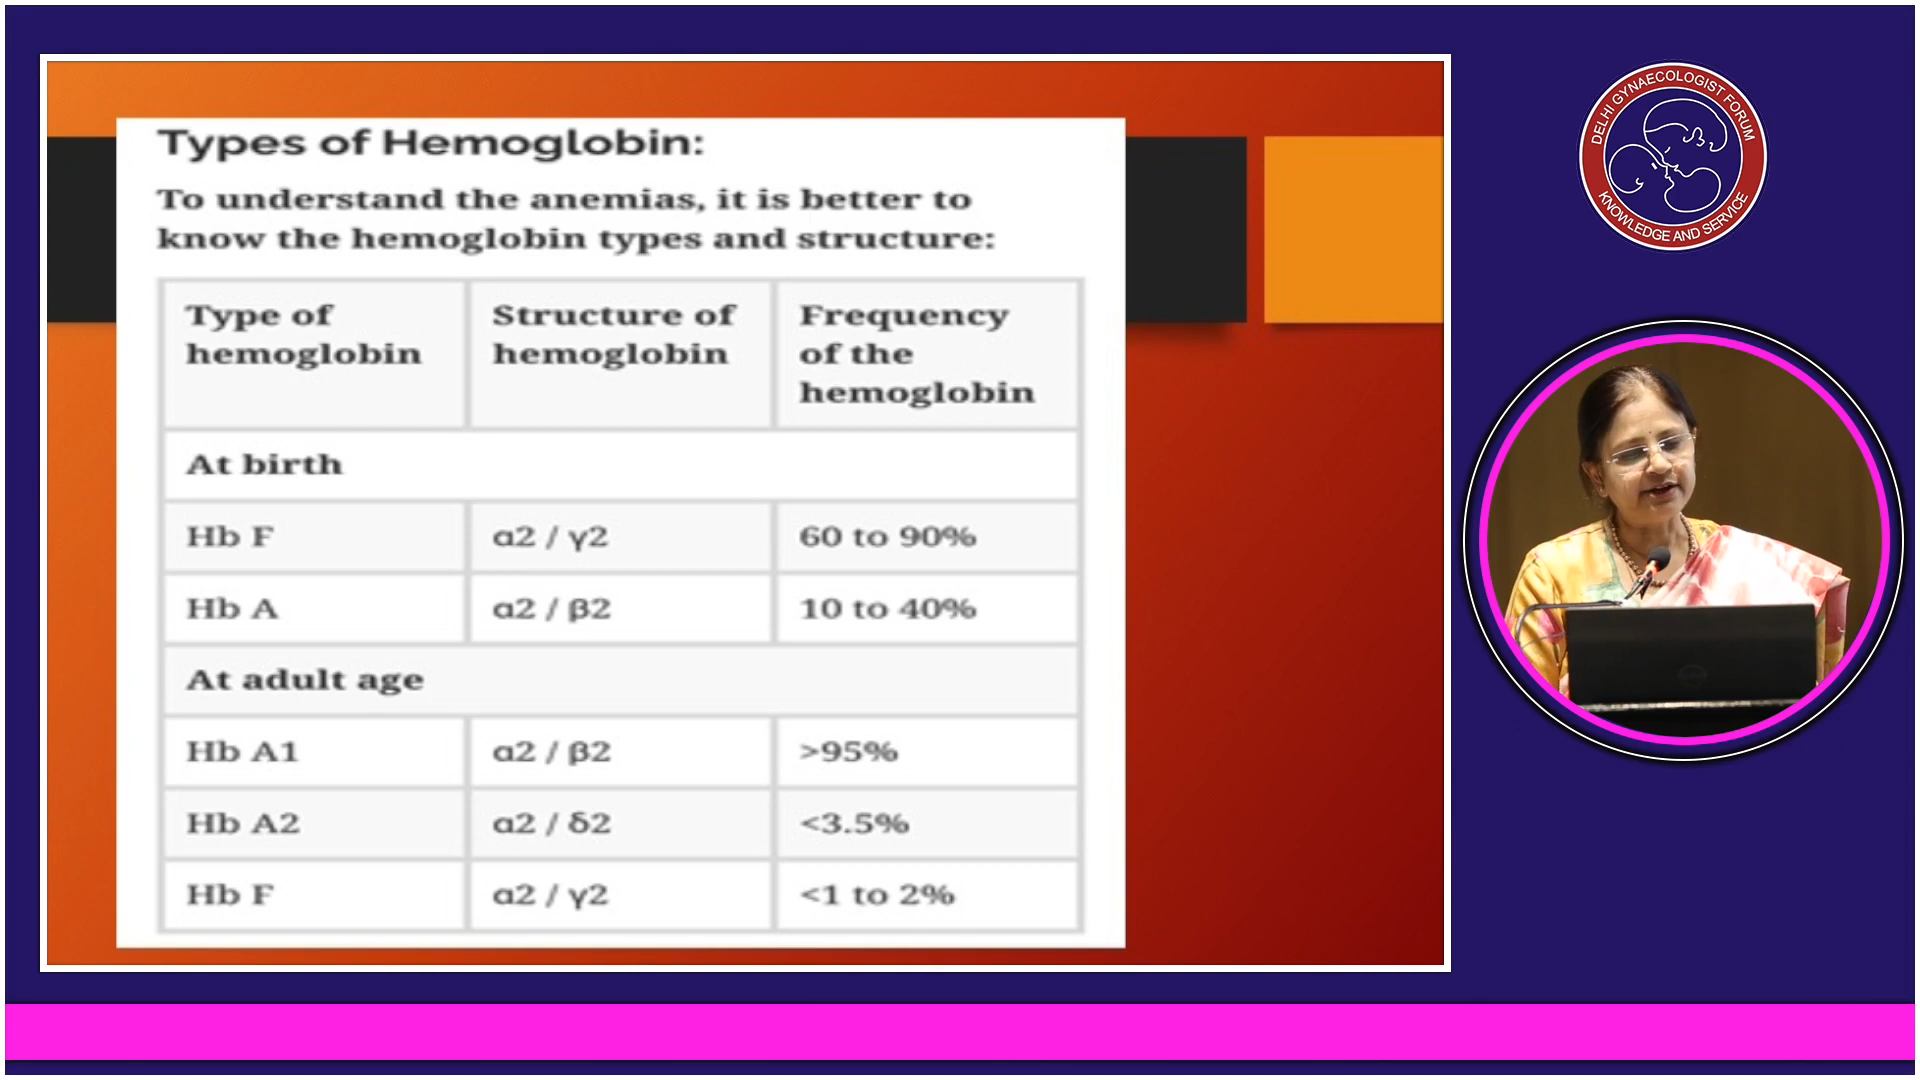 Types of Hemoglobin:
To understand the anemias, it is better to
know the hemoglobin types and structure:
Type of hemoglobin
Structure of hemoglobin
Frequency of the hemoglobin
At birth
Hb F α2 / γ2 60 to 90%
Hb A α2 / β2 10 to 40%
At adult age
Hb A1 α2 / β2 >95%
Hb A2 α2 / δ2 <3.5%
Hb F α2 / γ2 <1 to 2%
DELHI GYNAECOLOGIST FORUM
KNOWLEDGE AND SERVICE